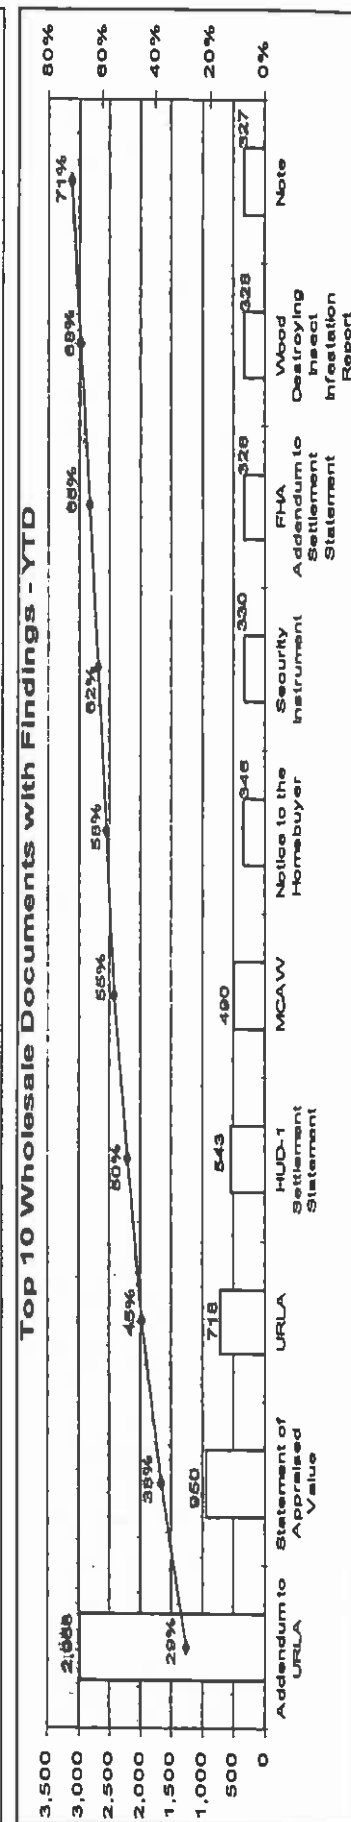 Top 10 Wholesale Documents with Findings - YTD
3,500
3,000
2,500
2,000
1,500
1,000
500
0
80%
60%
40%
20%
0%
29%
38%
45%
50%
55%
58%
62%
68%
71%
950
718
543
490
330
328
328
327
Addendum to
URLA
Statement of
Appraised
Value
URLA
HUD-1
Settlement
Statement
MCAW
Notice to the
Homebuyer
Security
Instrument
FHA
Addendum to
Settlement
Statement
Wood
Destroying
Insect
Infestation
Report
Note